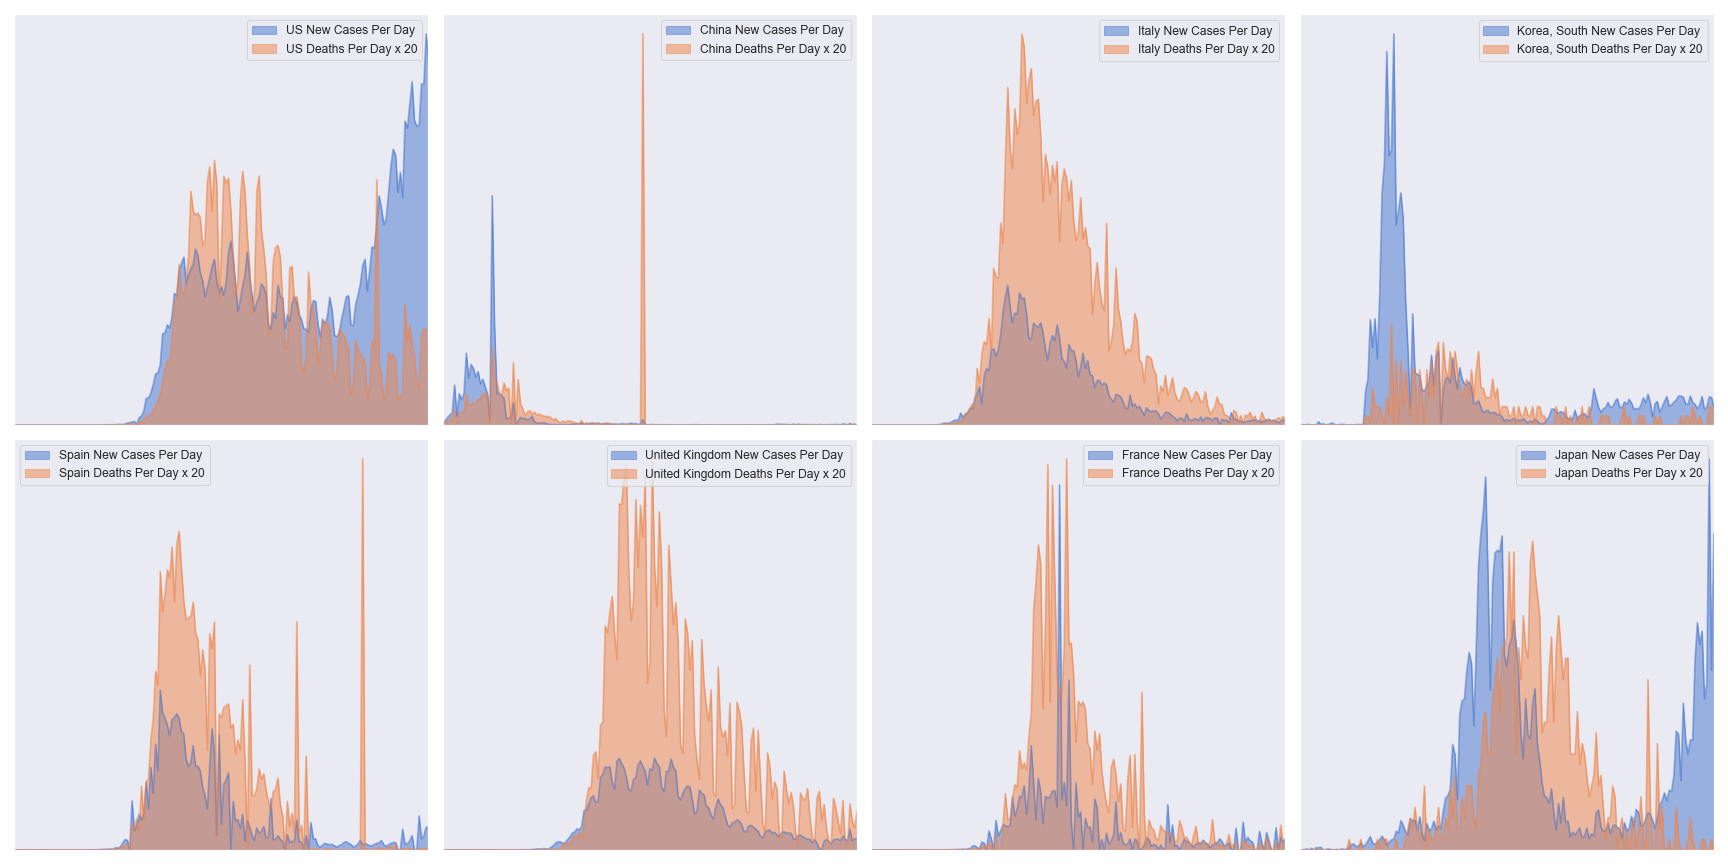 US New Cases Per Day
US Deaths Per Day x 20
China New Cases Per Day
China Deaths Per Day x 20
Italy New Cases Per Day
Italy Deaths Per Day x 20
Korea, South New Cases Per Day
Korea, South Deaths Per Day x 20
Spain New Cases Per Day
Spain Deaths Per Day x 20
United Kingdom New Cases Per Day
United Kingdom Deaths Per Day x 20
France New Cases Per Day
France Deaths Per Day x 20
Japan New Cases Per Day
Japan Deaths Per Day x 20